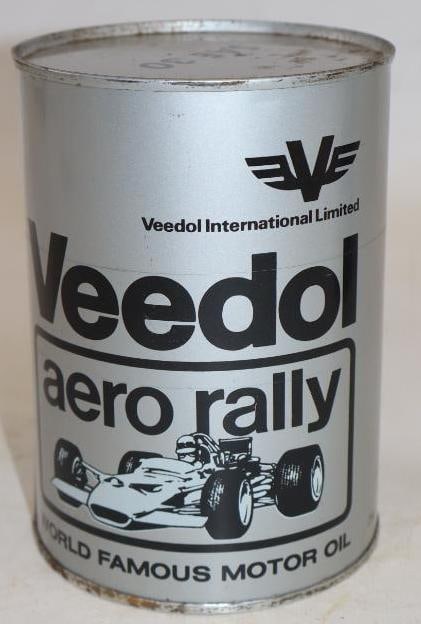 Veedol International Limited
Veedol
aero rally
WORLD FAMOUS MOTOR OIL